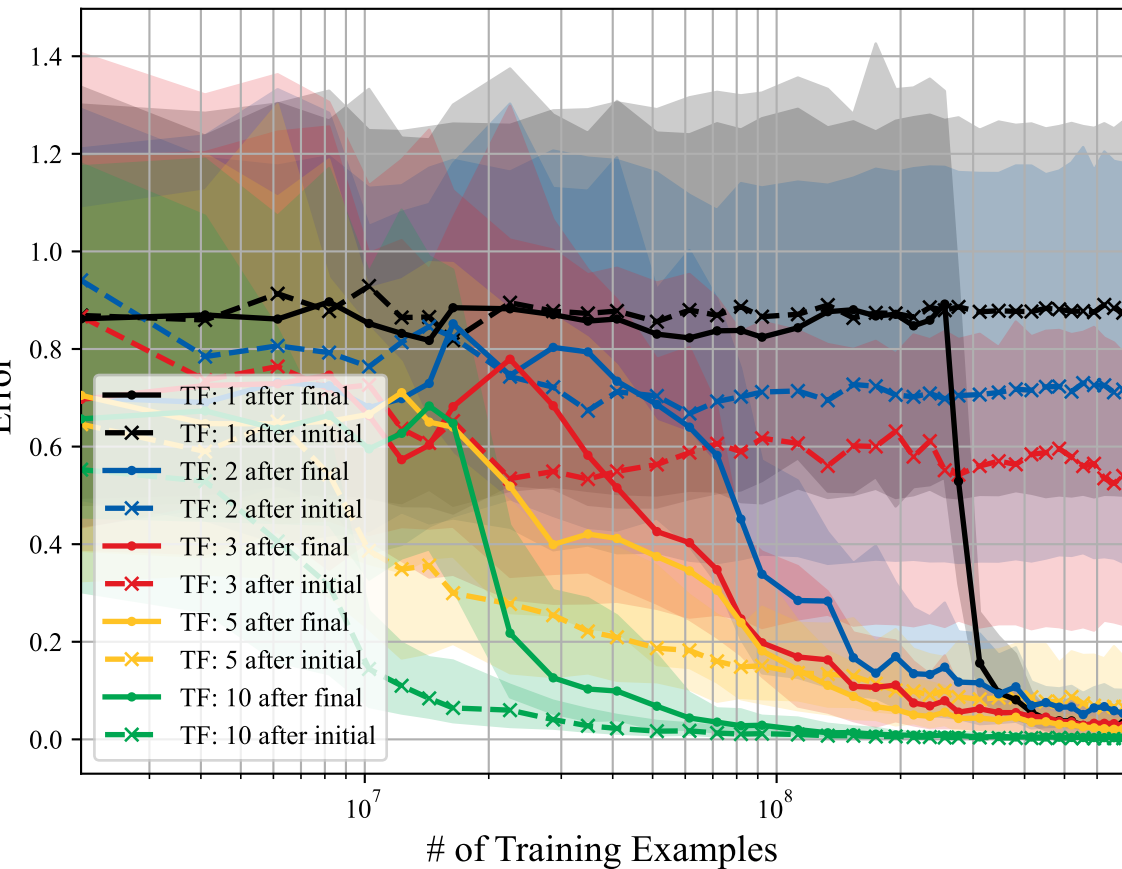 1.4
1.2
1.0
0.8
0.6
0.4
0.2
0.0
Error
TF: 1 after final
TF: 1 after initial
TF: 2 after final
TF: 2 after initial
TF: 3 after final
TF: 3 after initial
TF: 5 after final
TF: 5 after initial
TF: 10 after final
TF: 10 after initial
10⁷ 10⁸
# of Training Examples